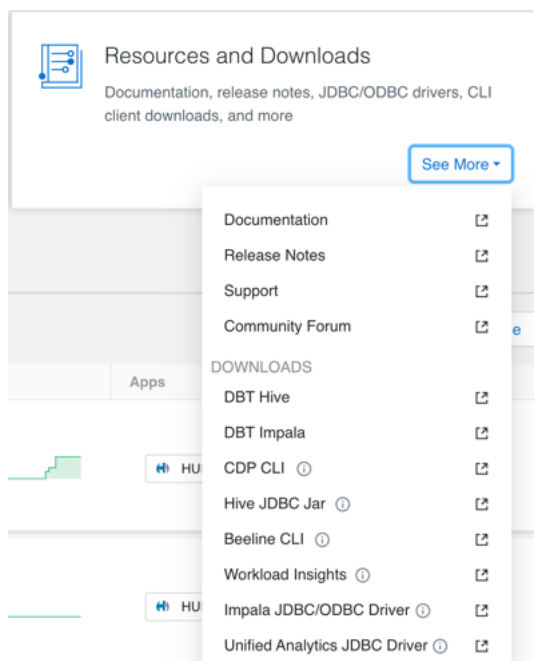 Resources and Downloads
Documentation, release notes, JDBC/ODBC drivers, CLI
client downloads, and more
See More
Documentation
Release Notes
Support
Community Forum
e
DOWNLOADS
Apps
DBT Hive
DBT Impala
CDP CLI
HU
Hive JDBC Jar
Beeline CLI
Workload Insights
HU
Impala JDBC/ODBC Driver
Unified Analytics JDBC Driver